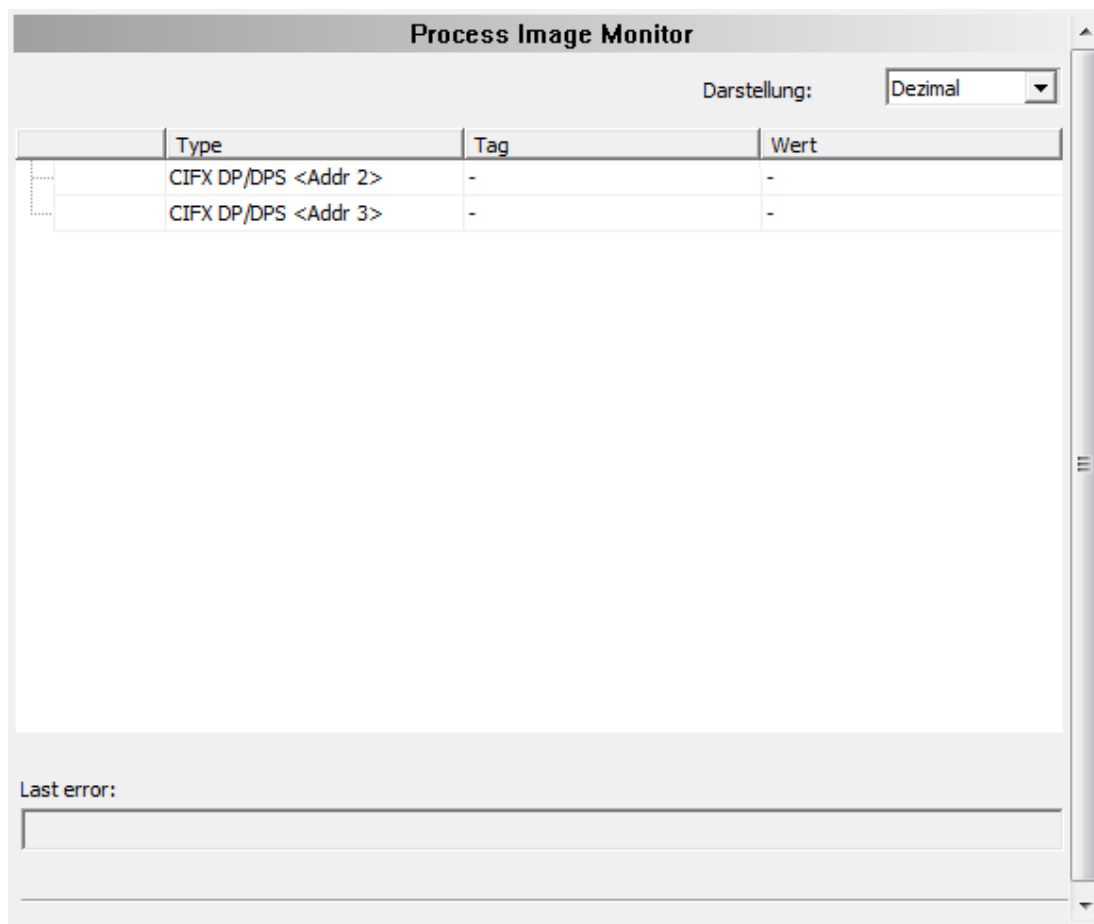 Process Image Monitor
Darstellung: Dezimal
Type Tag Wert
CIFX DP/DPS <Addr 2> - -
CIFX DP/DPS <Addr 3> - -
Last error: